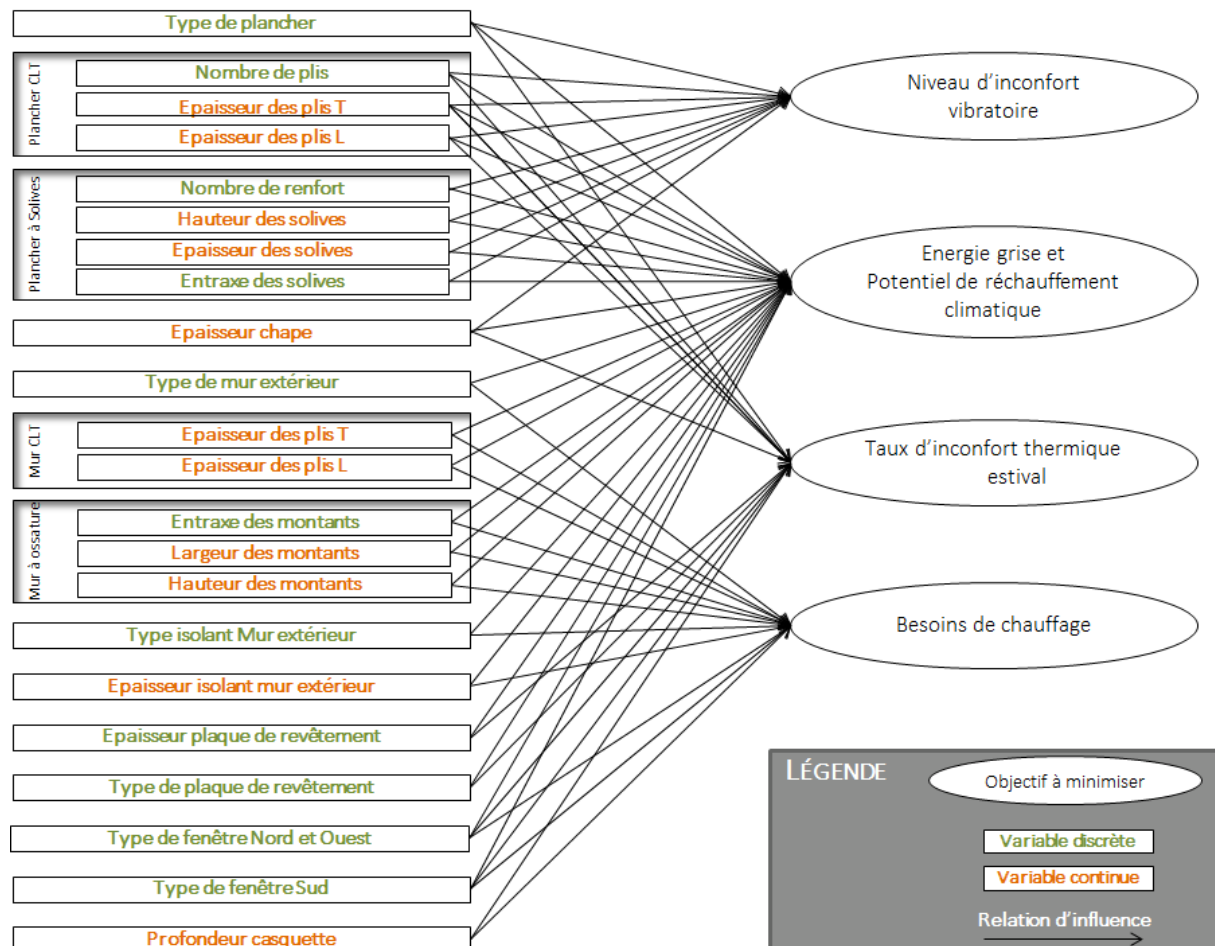 Type de plancher
Plancher CLT
Nombre de plis
Epaisseur des plis T
Epaisseur des plis L
Plancher à Solives
Nombre de renfort
Hauteur des solives
Epaisseur des solives
Entraxe des solives
Epaisseur chape
Type de mur extérieur
Mur CLT
Epaisseur des plis T
Epaisseur des plis L
Mur à ossature
Entraxe des montants
Largeur des montants
Hauteur des montants
Type isolant Mur extérieur
Epaisseur isolant mur extérieur
Epaisseur plaque de revêtement
Type de plaque de revêtement
Type de fenêtre Nord et Ouest
Type de fenêtre Sud
Profondeur casquette
Niveau d'inconfort
vibratoire
Energie grise et
Potentiel de réchauffement
climatique
Taux d'inconfort thermique
estival
Besoins de chauffage
LÉGENDE
Objectif à minimiser
Variable discrète
Variable continue
Relation d'influence